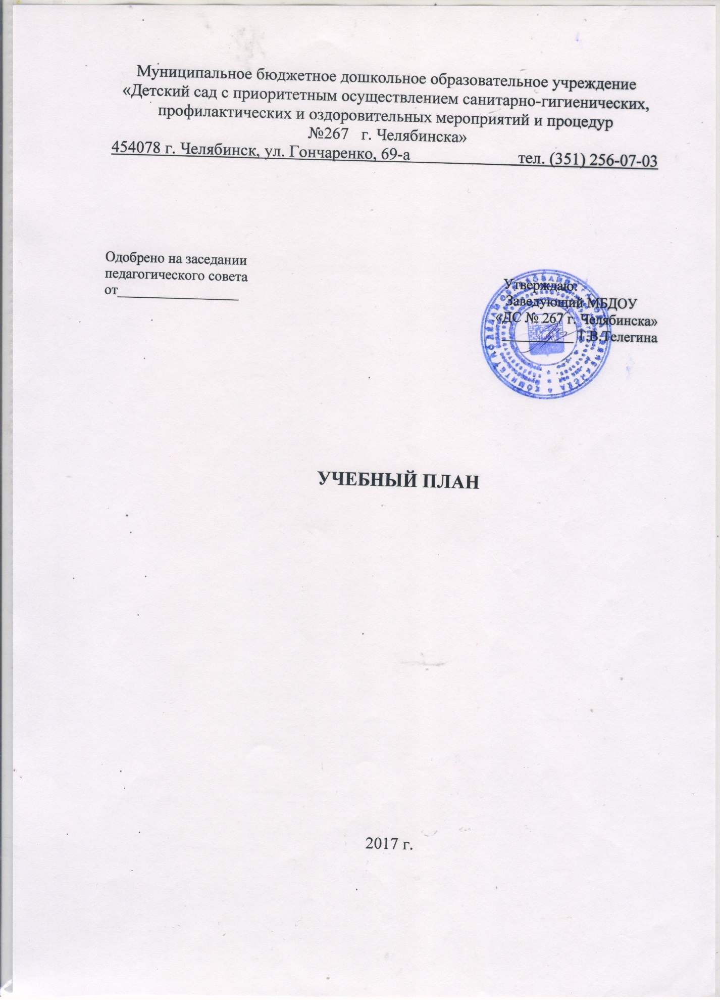 Муниципальное бюджетное дошкольное образовательное учреждение
«Детский сад с приоритетным осуществлением санитарно-гигиенических,
профилактических и оздоровительных мероприятий и процедур
№267 г. Челябинска»
454078 г. Челябинск, ул. Гончаренко, 69-а тел. (351) 256-07-03
Одобрено на заседании
педагогического совета
от_________________
Утверждаю:
Заведующий МБДОУ
«ДС № 267 г. Челябинска»
__________ Т.В.Телегина
УЧЕБНЫЙ ПЛАН
2017 г.